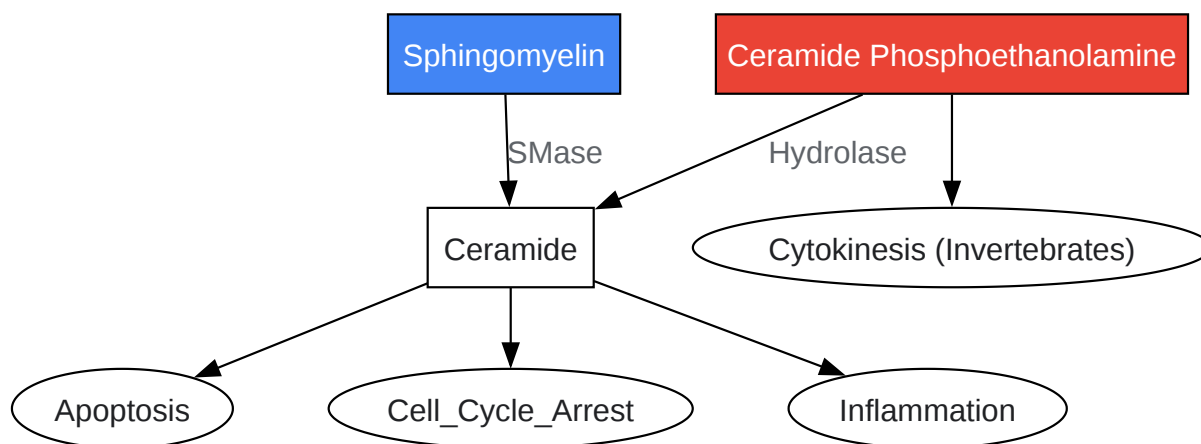 Sphingomyelin
Ceramide Phosphoethanolamine
SMase
Hydrolase
Ceramide
Cytokinesis (Invertebrates)
Apoptosis
Cell_Cycle_Arrest
Inflammation